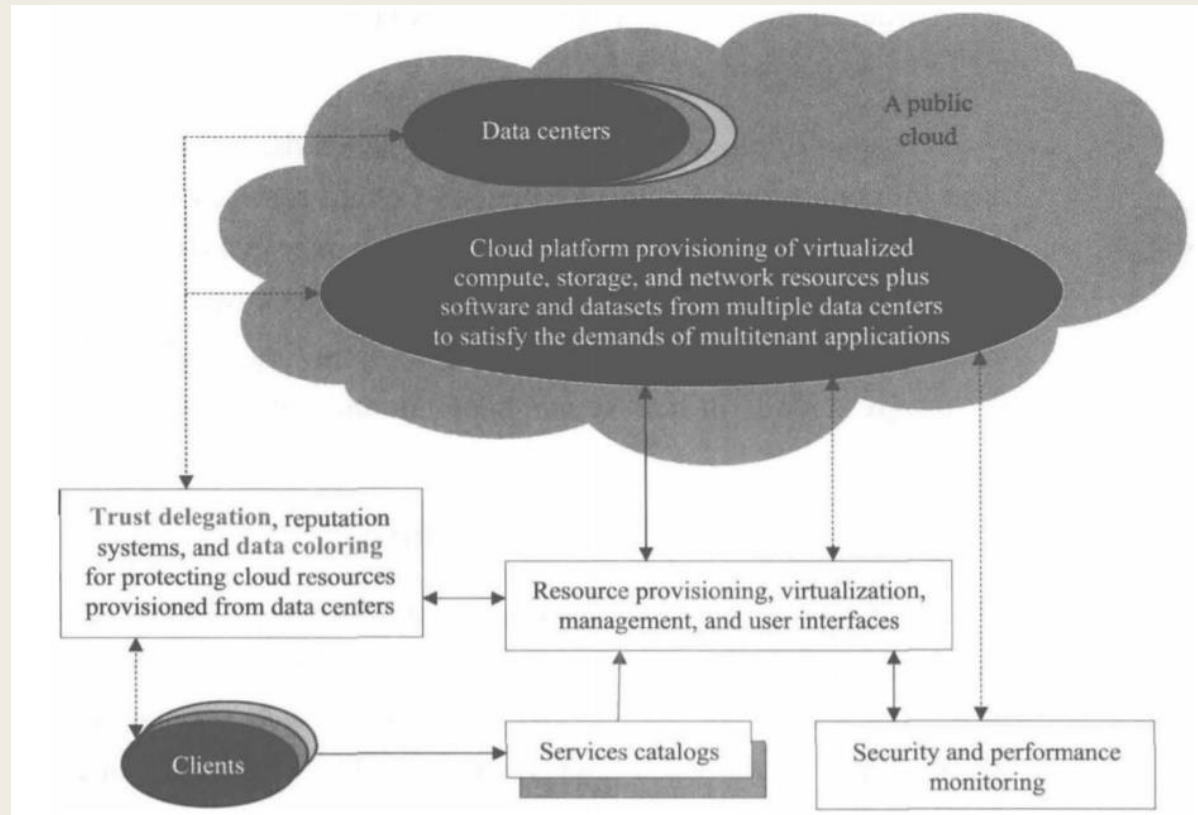 Data centers
A public
cloud
Cloud platform provisioning of virtualized
compute, storage, and network resources plus
software and datasets from multiple data centers
to satisfy the demands of multitenant applications
Trust delegation, reputation
systems, and data coloring
for protecting cloud resources
provisioned from data centers
Resource provisioning, virtualization,
management, and user interfaces
Clients
Services catalogs
Security and performance
monitoring